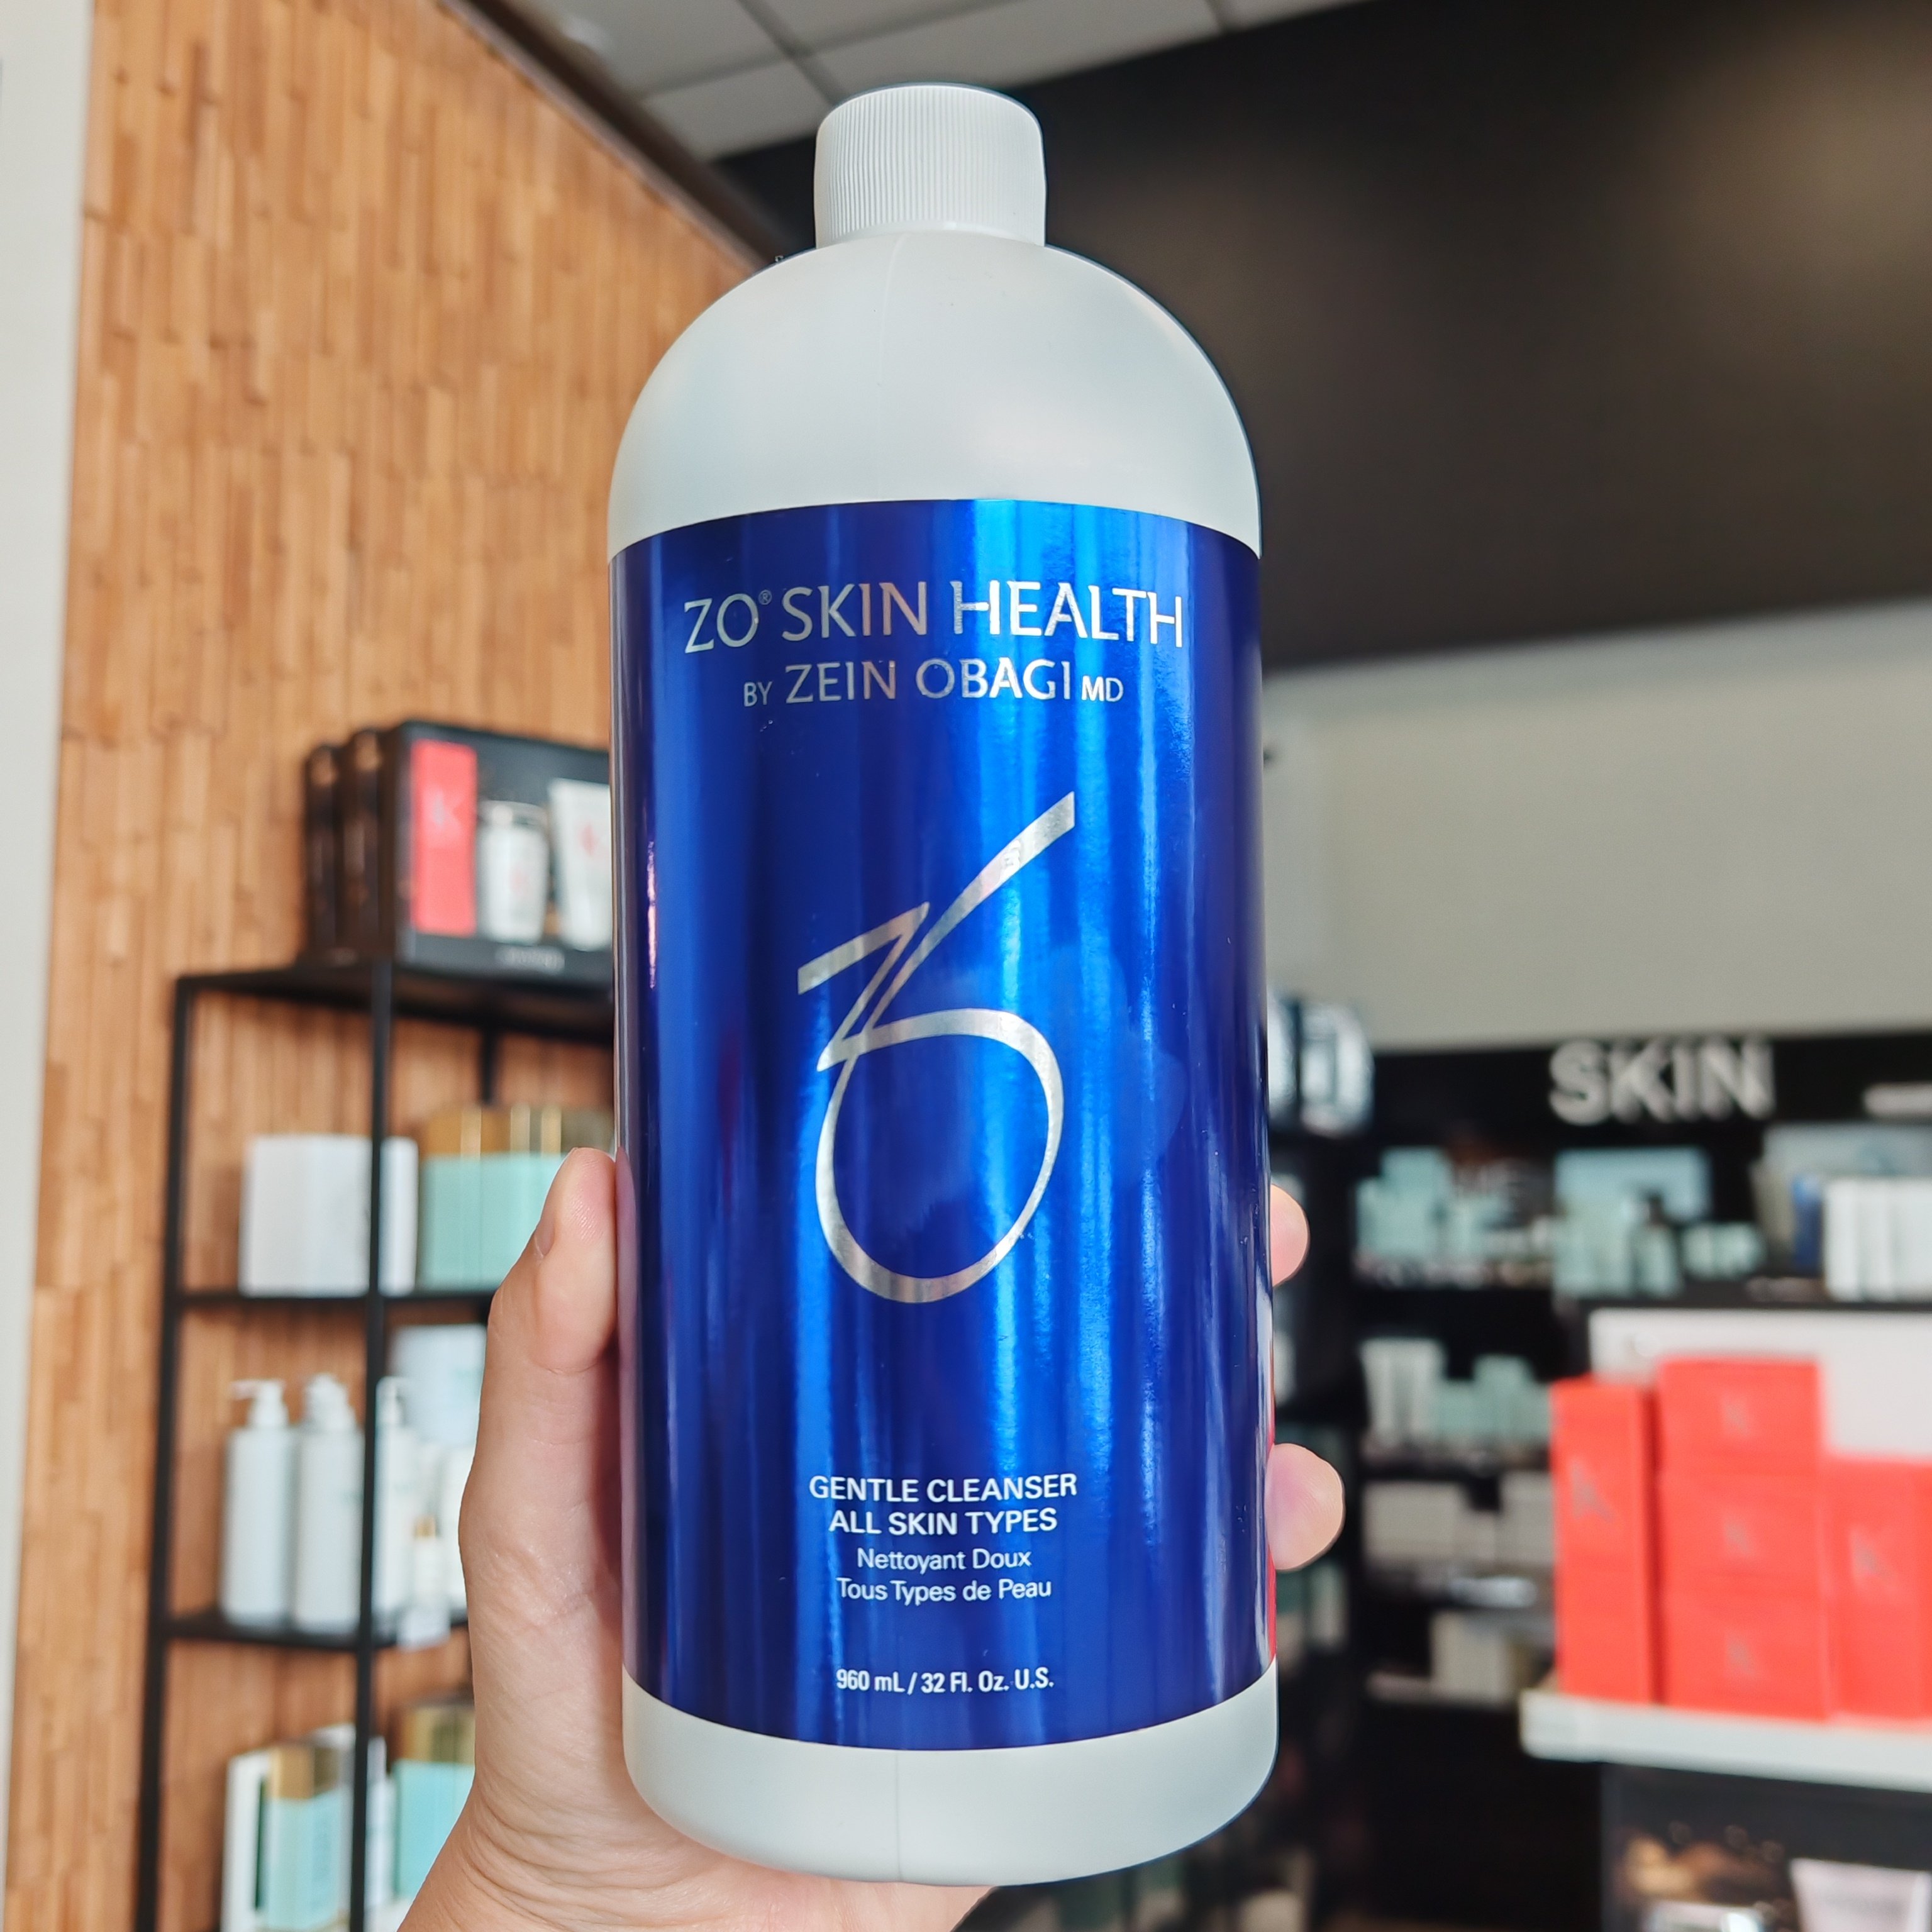 ZO® SKIN HEALTH
BY ZEIN OBAGI MD
GENTLE CLEANSER
ALL SKIN TYPES
Nettoyant Doux
Tous Types de Peau
960 mL / 32 Fl. Oz. U.S.
SKIN